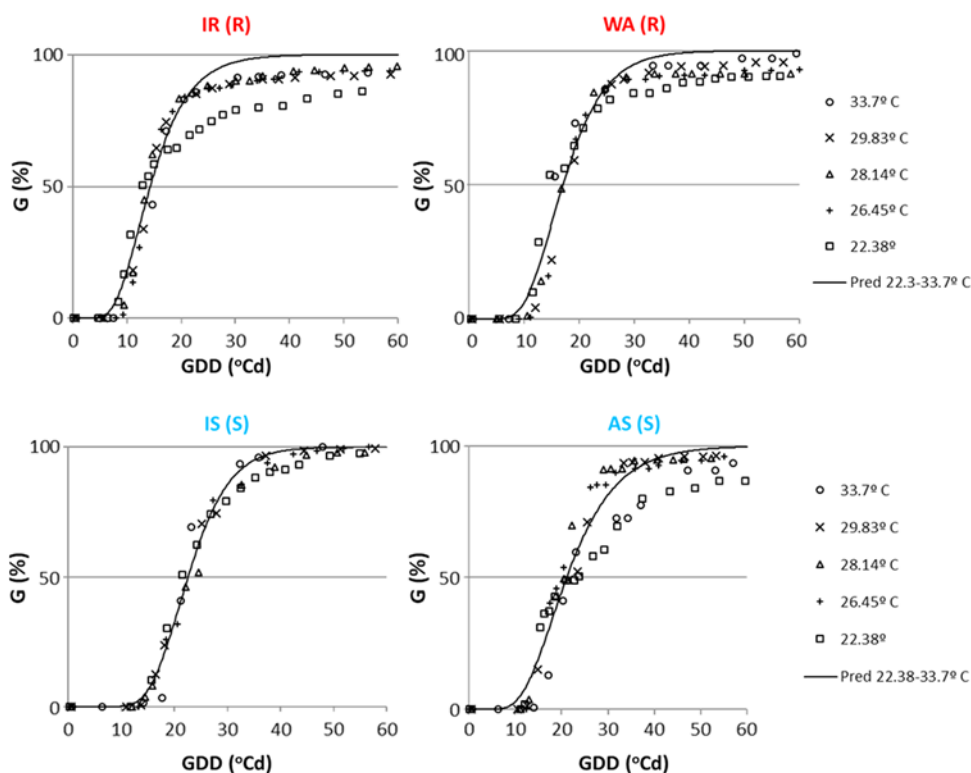 IR (R)
WA (R)
100
50
0
G (%)
0 10 20 30 40 50 60
GDD (ºCd)
100
50
0
G (%)
0 10 20 30 40 50 60
GDD (ºCd)
33.7º C
29.83º C
28.14º C
26.45º C
22.38º
Pred 22.3-33.7º C
IS (S)
AS (S)
100
50
0
G (%)
0 10 20 30 40 50 60
GDD (ºCd)
100
50
0
G (%)
0 10 20 30 40 50 60
GDD (ºCd)
33.7º C
29.83º C
28.14º C
26.45º C
22.38º
Pred 22.38-33.7º C